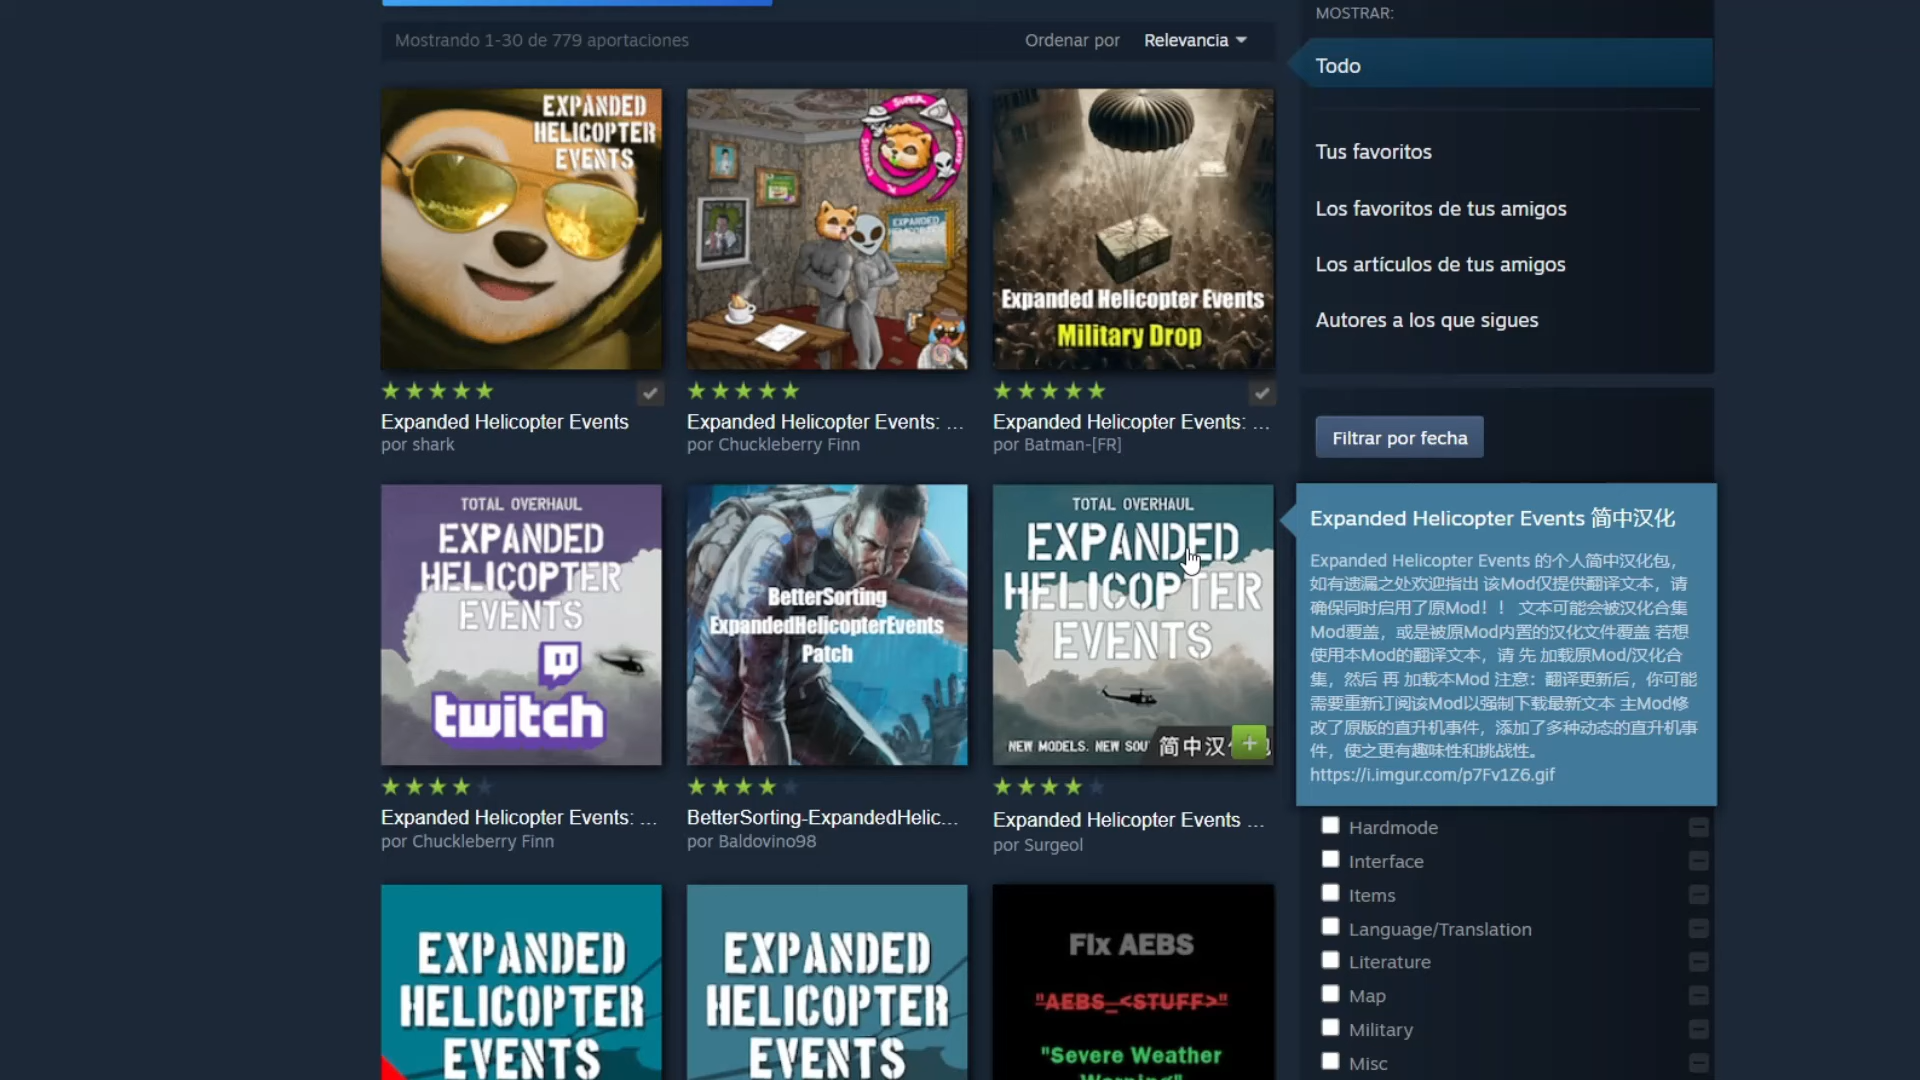 Mostrando 1-30 de 779 aportaciones
Ordenar por Relevancia
MOSTRAR:
Todo
Tus favoritos
Los favoritos de tus amigos
Los artículos de tus amigos
Autores a los que sigues
Filtrar por fecha
EXPANDED
HELICOPTER
EVENTS
Expanded Helicopter Events
por shark
SUPER
EXPANDED
HELICOPTER
Expanded Helicopter Events: ...
por Chuckleberry Finn
Expanded Helicopter Events
Military Drop
Expanded Helicopter Events: ...
por Batman-[FR]
TOTAL OVERHAUL
EXPANDED
HELICOPTER
EVENTS
twitch
Expanded Helicopter Events: ...
por Chuckleberry Finn
BetterSorting
ExpandedHelicopterEvents
Patch
BetterSorting-ExpandedHelic...
por Baldovino98
TOTAL OVERHAUL
EXPANDED
HELICOPTER
EVENTS
NEW MODELS. NEW SOU 简中汉
Expanded Helicopter Events ...
por Surgeol
Expanded Helicopter Events 简中汉化
Expanded Helicopter Events 的个人简中汉化包，
如有遗漏之处欢迎指出 该Mod仅提供翻译文本，请
确保同时启用了原Mod！！ 文本可能会被汉化合集
Mod覆盖，或是被原Mod内置的汉化文件覆盖 若想
使用本Mod的翻译文本，请 先 加载原Mod/汉化合
集，然后 再 加载本Mod 注意：翻译更新后，你可能
需要重新订阅该Mod以强制下载最新文本 主Mod修
改了原版的直升机事件，添加了多种动态的直升机事
件，使之更有趣味性和挑战性。
https://i.imgur.com/p7Fv1Z6.gif
Hardmode
Interface
Items
Language/Translation
Literature
Map
Military
Misc
EXPANDED
HELICOPTER
EVENTS
EXPANDED
HELICOPTER
EVENTS
Fix AEBS
"AEBS_<STUFF>"
"Severe Weather
Warning"